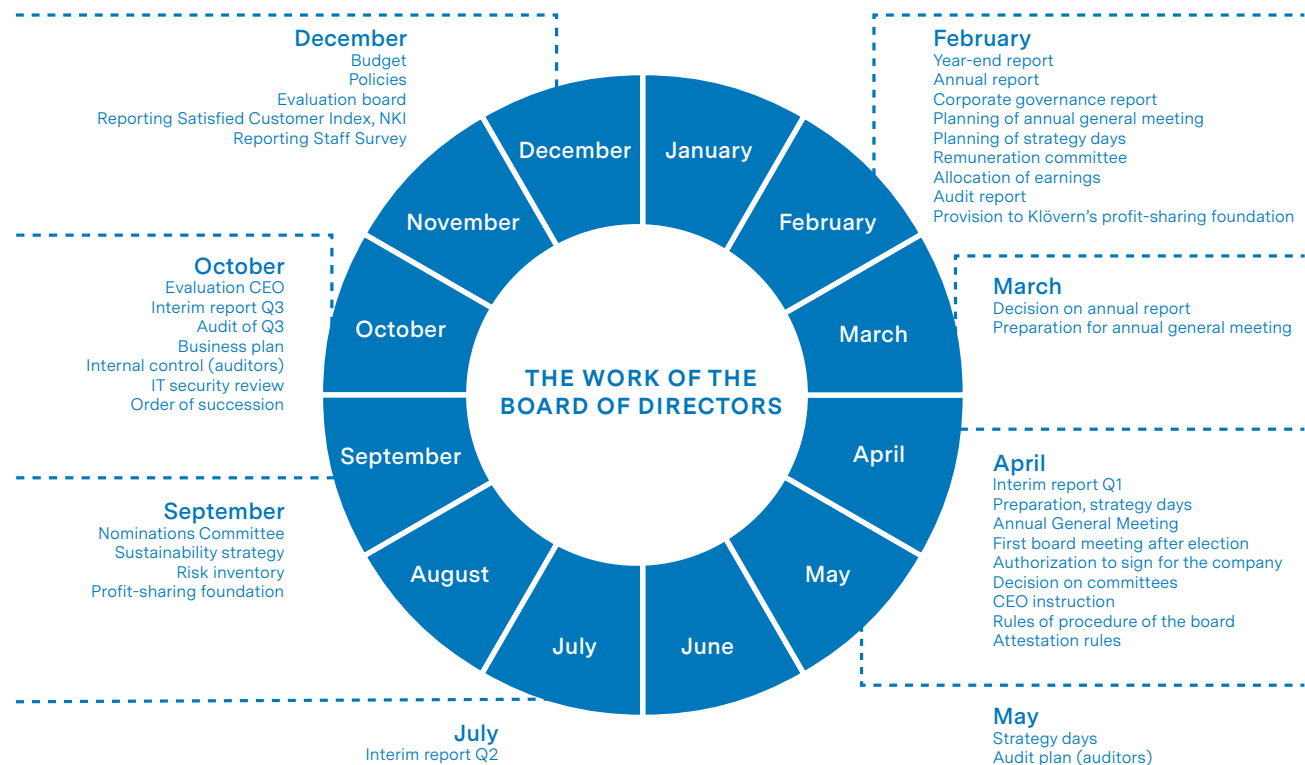 December
Budget
Policies
Evaluation board
Reporting Satisfied Customer Index, NKI
Reporting Staff Survey
October
Evaluation CEO
Interim report Q3
Audit of Q3
Business plan
Internal control (auditors)
IT security review
Order of succession
September
Nominations Committee
Sustainability strategy
Risk inventory
Profit-sharing foundation
July
Interim report Q2
December
January
November
February
October
March
THE WORK OF THE
BOARD OF DIRECTORS
September
April
August
May
July
June
February
Year-end report
Annual report
Corporate governance report
Planning of annual general meeting
Planning of strategy days
Remuneration committee
Allocation of earnings
Audit report
Provision to Klövern’s profit-sharing foundation
March
Decision on annual report
Preparation for annual general meeting
April
Interim report Q1
Preparation, strategy days
Annual General Meeting
First board meeting after election
Authorization to sign for the company
Decision on committees
CEO instruction
Rules of procedure of the board
Attestation rules
May
Strategy days
Audit plan (auditors)